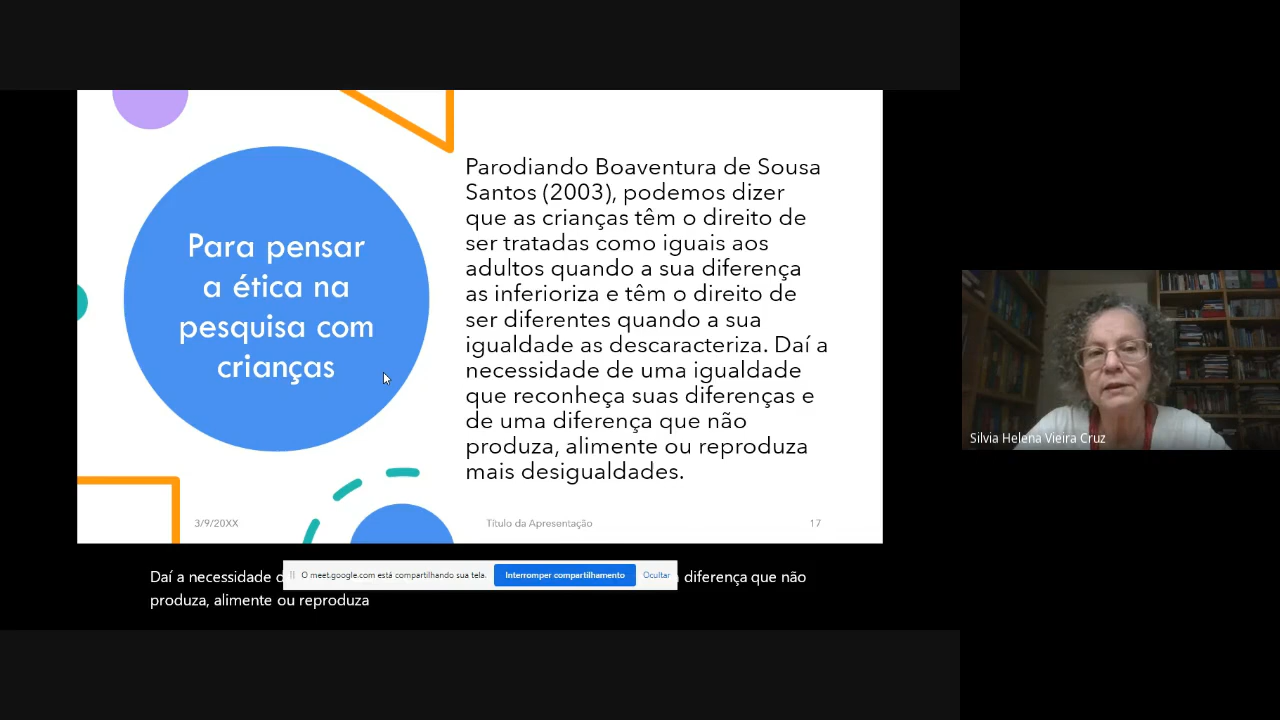 Para pensar
a ética na
pesquisa com
crianças
Parodiando Boaventura de Sousa
Santos (2003), podemos dizer
que as crianças têm o direito de
ser tratadas como iguais aos
adultos quando a sua diferença
as inferioriza e têm o direito de
ser diferentes quando a sua
igualdade as descaracteriza. Daí a
necessidade de uma igualdade
que reconheça suas diferenças e
de uma diferença que não
produza, alimente ou reproduza
mais desigualdades.
3/9/20XX
Título da Apresentação
17
Silvia Helena Vieira Cruz
Daí a necessidade
O meet.google.com está compartilhando sua tela.
Interromper compartilhamento
Ocultar
diferença que não
produza, alimente ou reproduza